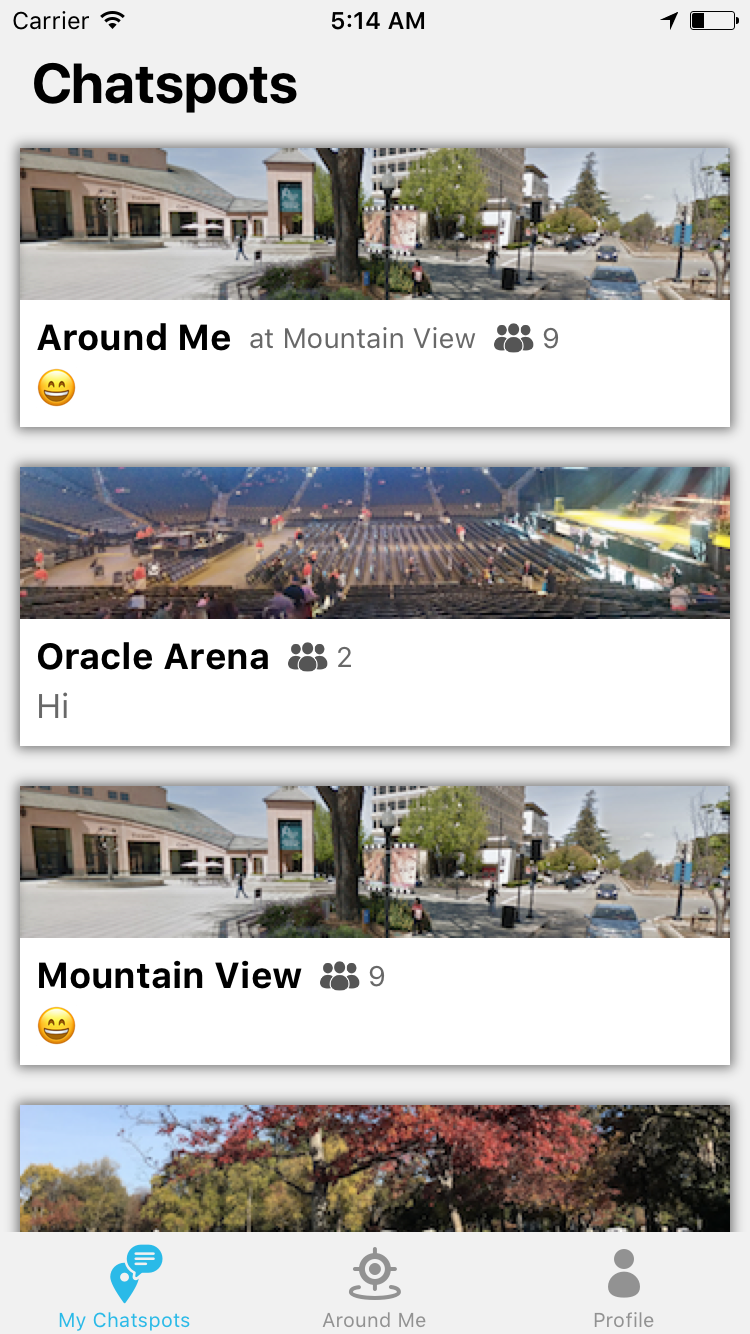 Carrier 5:14 AM
Chatspots
Around Me at Mountain View 9
😄
Oracle Arena 2
Hi
Mountain View 9
😄
My Chatspots Around Me Profile